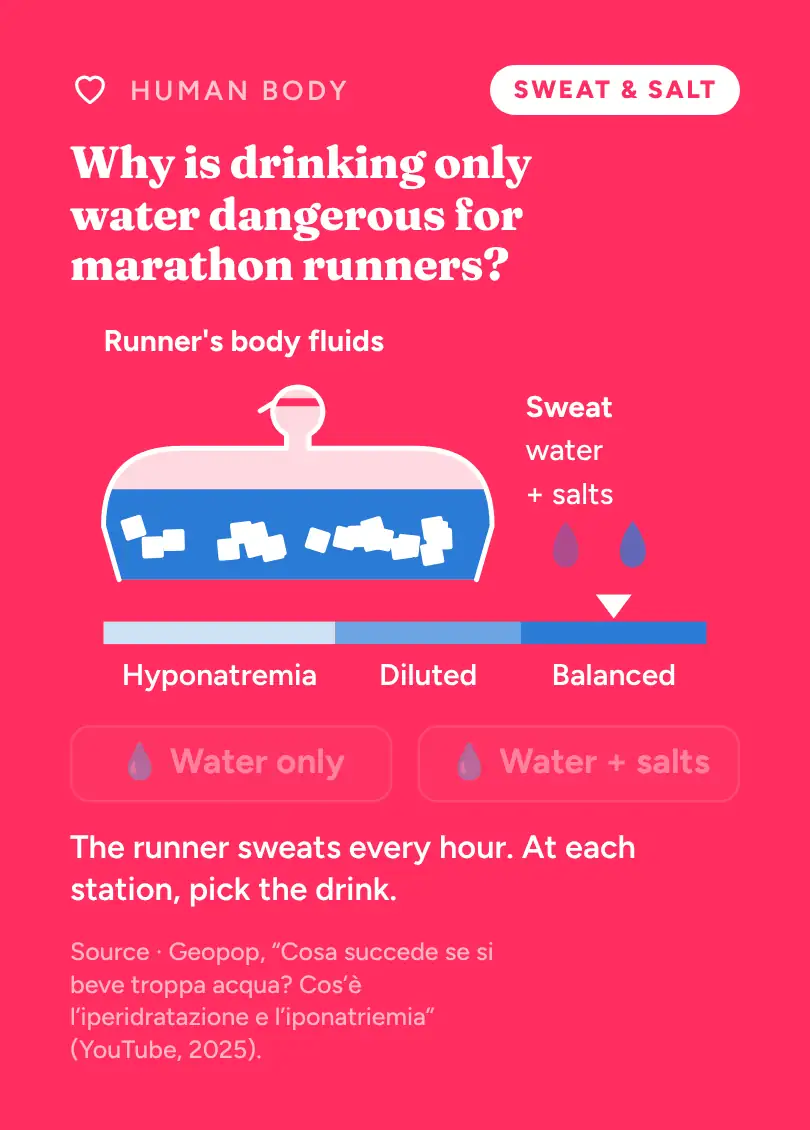 HUMAN BODY
SWEAT & SALT
Why is drinking only
water dangerous for
marathon runners?
Runner's body fluids
Sweat
water
+ salts
Hyponatremia
Diluted
Balanced
Water only
Water + salts
The runner sweats every hour. At each
station, pick the drink.
Source · Geopop, “Cosa succede se si
beve troppa acqua? Cos’è
l’iperidratazione e l’iponatriemia”
(YouTube, 2025).